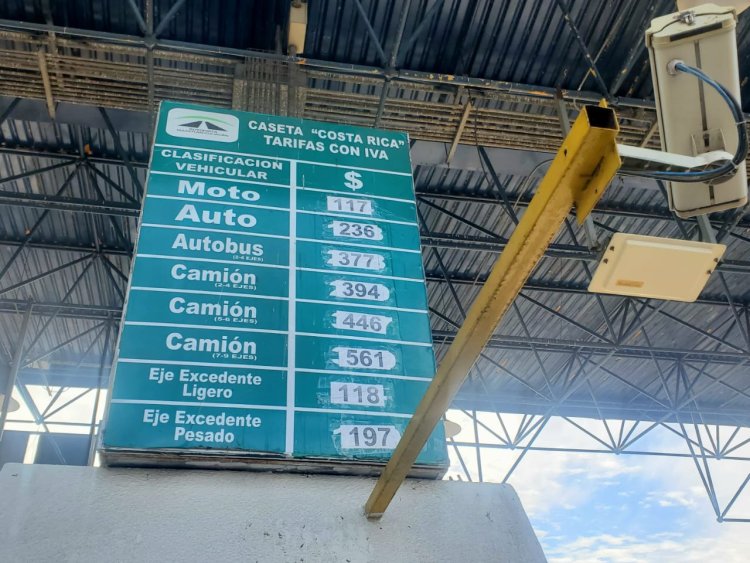 CASETA "COSTA RICA"
TARIFAS CON IVA
CLASIFICACION
VEHICULAR
$
Moto 117
Auto 236
Autobus 377
(2-4 EJES)
Camión 394
(2-4 EJES)
Camión 446
(5-6 EJES)
Camión 561
(7-9 EJES)
Eje Excedente
Ligero
118
Eje Excedente
Pesado
197